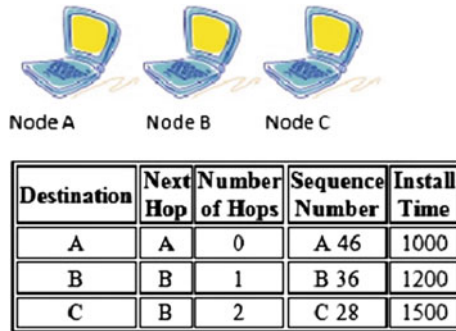 Node A Node B Node C
Destination Next Hop Number of Hops Sequence Number Install Time
A A 0 A 46 1000
B B 1 B 36 1200
C B 2 C 28 1500